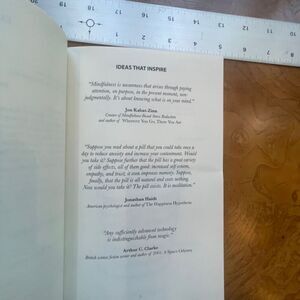 IDEAS THAT INSPIRE
"Mindfulness is awareness that arises through paying
attention, on purpose, in the present moment, non-
judgmentally. It's about knowing what is on your mind."
Jon Kabat-Zinn
Creator of Mindfulness-Based Stress Reduction
and author of Wherever You Go, There You Are
"Suppose you read about a pill that you could take once a
day to reduce anxiety and increase your contentment. Would
you take it? Suppose further that the pill has a great variety
of side effects, all of them good: increased self-esteem,
empathy, and trust; it even improves memory. Suppose,
finally, that the pill is all natural and costs nothing.
Now would you take it? The pill exists. It is meditation."
Jonathan Haidt
American psychologist and author of The Happiness Hypothesis
"Any sufficiently advanced technology
is indistinguishable from magic."
Arthur C. Clarke
British science fiction writer and author of 2001: A Space Odyssey